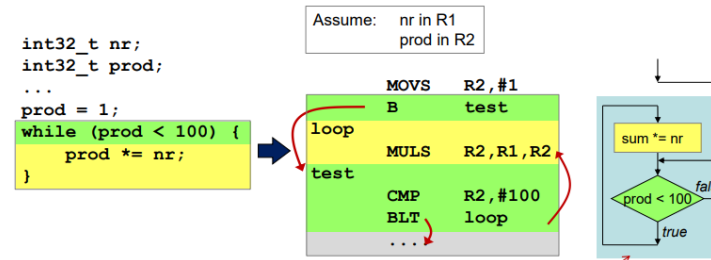 Assume: nr in R1
prod in R2
int32_t nr;
int32_t prod;
...
prod = 1;
while (prod < 100) {
prod *= nr;
}
MOVS R2,#1
B test
loop
MULS R2,R1,R2
test
CMP R2,#100
BLT loop
....
sum *= nr
prod < 100
true